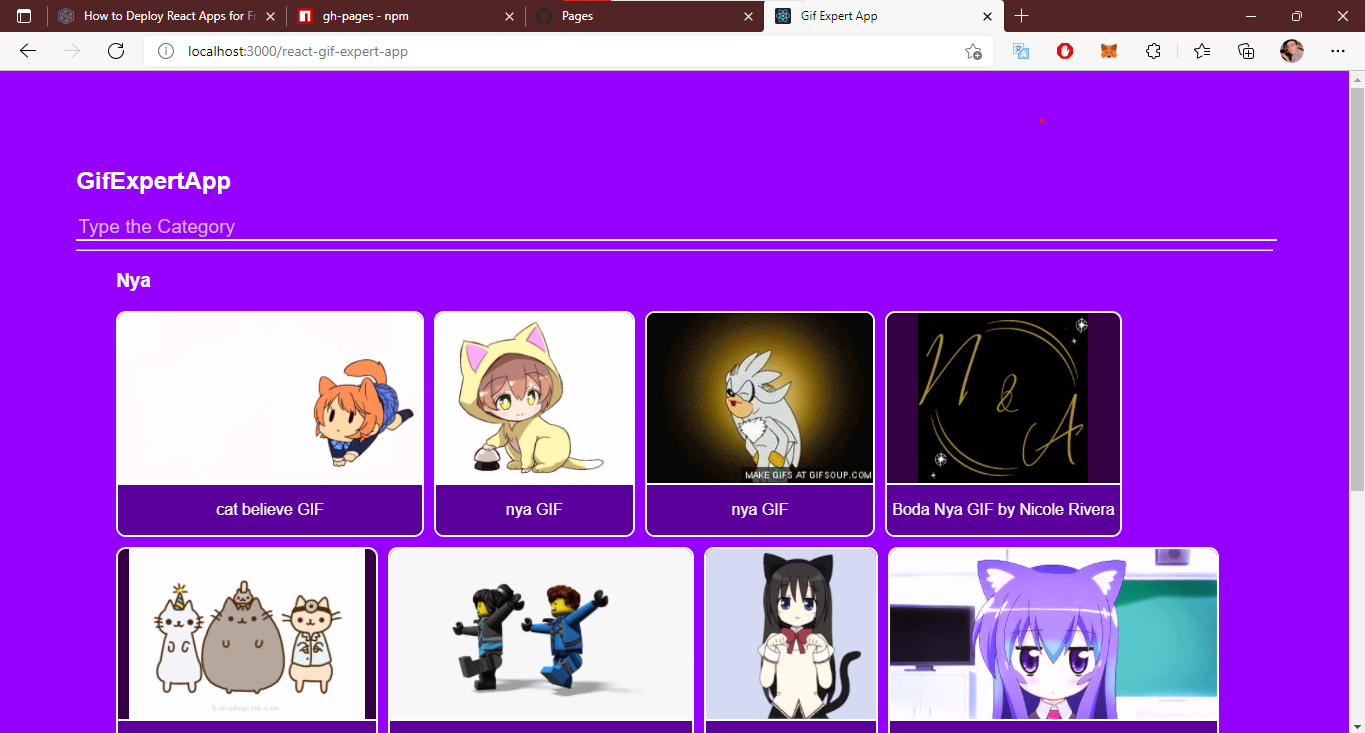 How to Deploy React Apps for Fr
gh-pages - npm
Pages
Gif Expert App
localhost:3000/react-gif-expert-app
GifExpertApp
Type the Category
Nya
MAKE GIFS AT GIFSOUP.COM
N & A
cat believe GIF
nya GIF
nya GIF
Boda Nya GIF by Nicole Rivera
Everydaycute.com